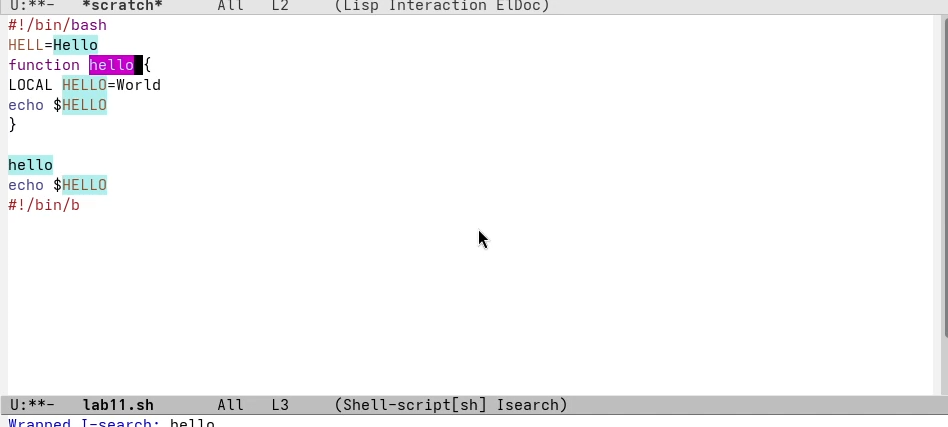 U:**-   *scratch*      All   L2     (Lisp Interaction ElDoc)
#!/bin/bash
HELL=Hello
function hello {
LOCAL HELLO=World
echo $HELLO
}
hello
echo $HELLO
#!/bin/b
U:**-   lab11.sh       All   L3     (Shell-script[sh] Isearch)
Wrapped I-search: hello